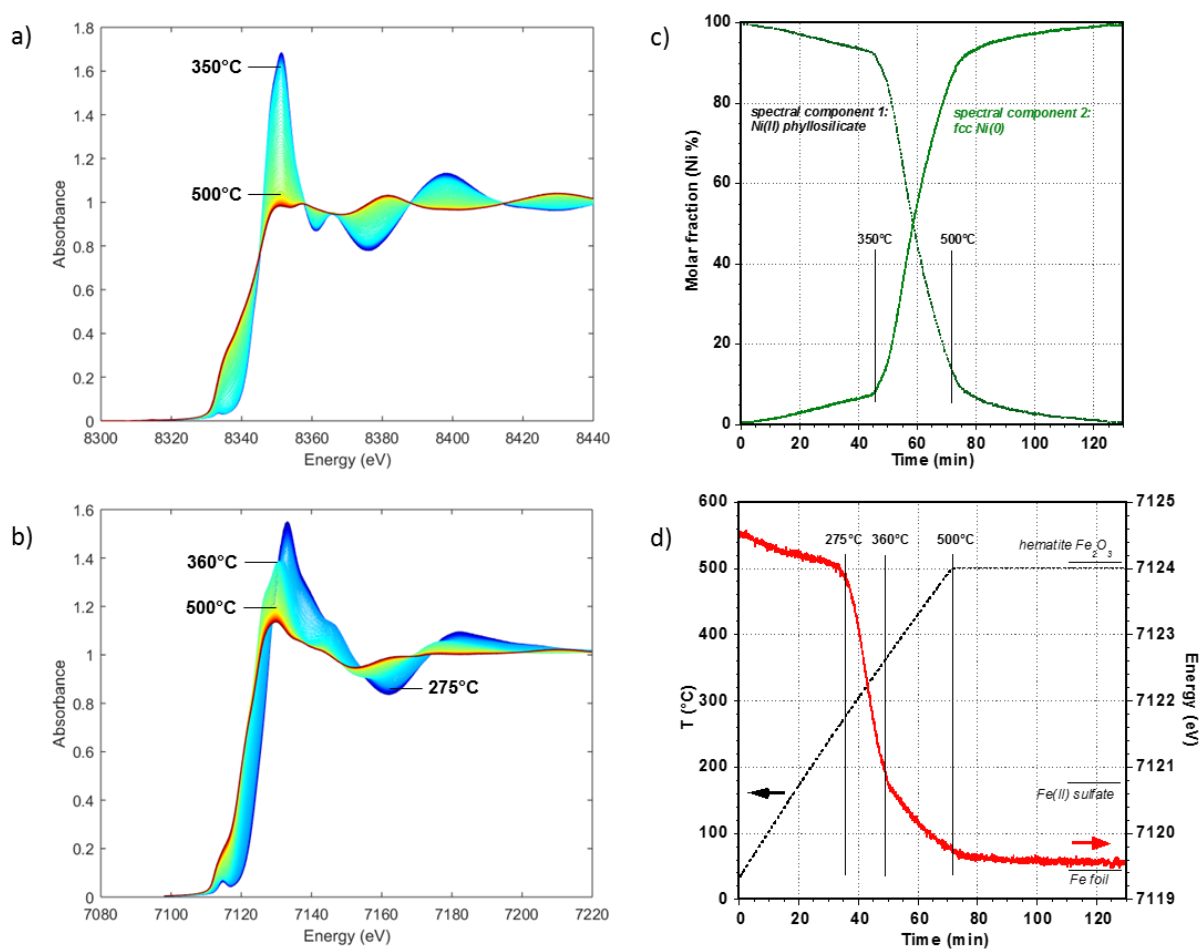 a)
1.8
1.6
1.4
1.2
1
0.8
0.6
0.4
0.2
0
Absorbance
350°C
500°C
8300 8320 8340 8360 8380 8400 8420 8440
Energy (eV)
b)
1.6
1.4
1.2
1
0.8
0.6
0.4
0.2
0
Absorbance
360°C
500°C
275°C
7080 7100 7120 7140 7160 7180 7200 7220
Energy (eV)
c)
100
80
60
40
20
0
Molar fraction (Ni %)
spectral component 1:
Ni(II) phyllosilicate
spectral component 2:
fcc Ni(0)
350°C
500°C
0 20 40 60 80 100 120
Time (min)
d)
600
500
400
300
200
100
0
T (°C)
275°C 360°C 500°C
hematite Fe2O3
Fe(II) sulfate
Fe foil
7125
7124
7123
7122
7121
7120
7119
Energy (eV)
0 20 40 60 80 100 120
Time (min)